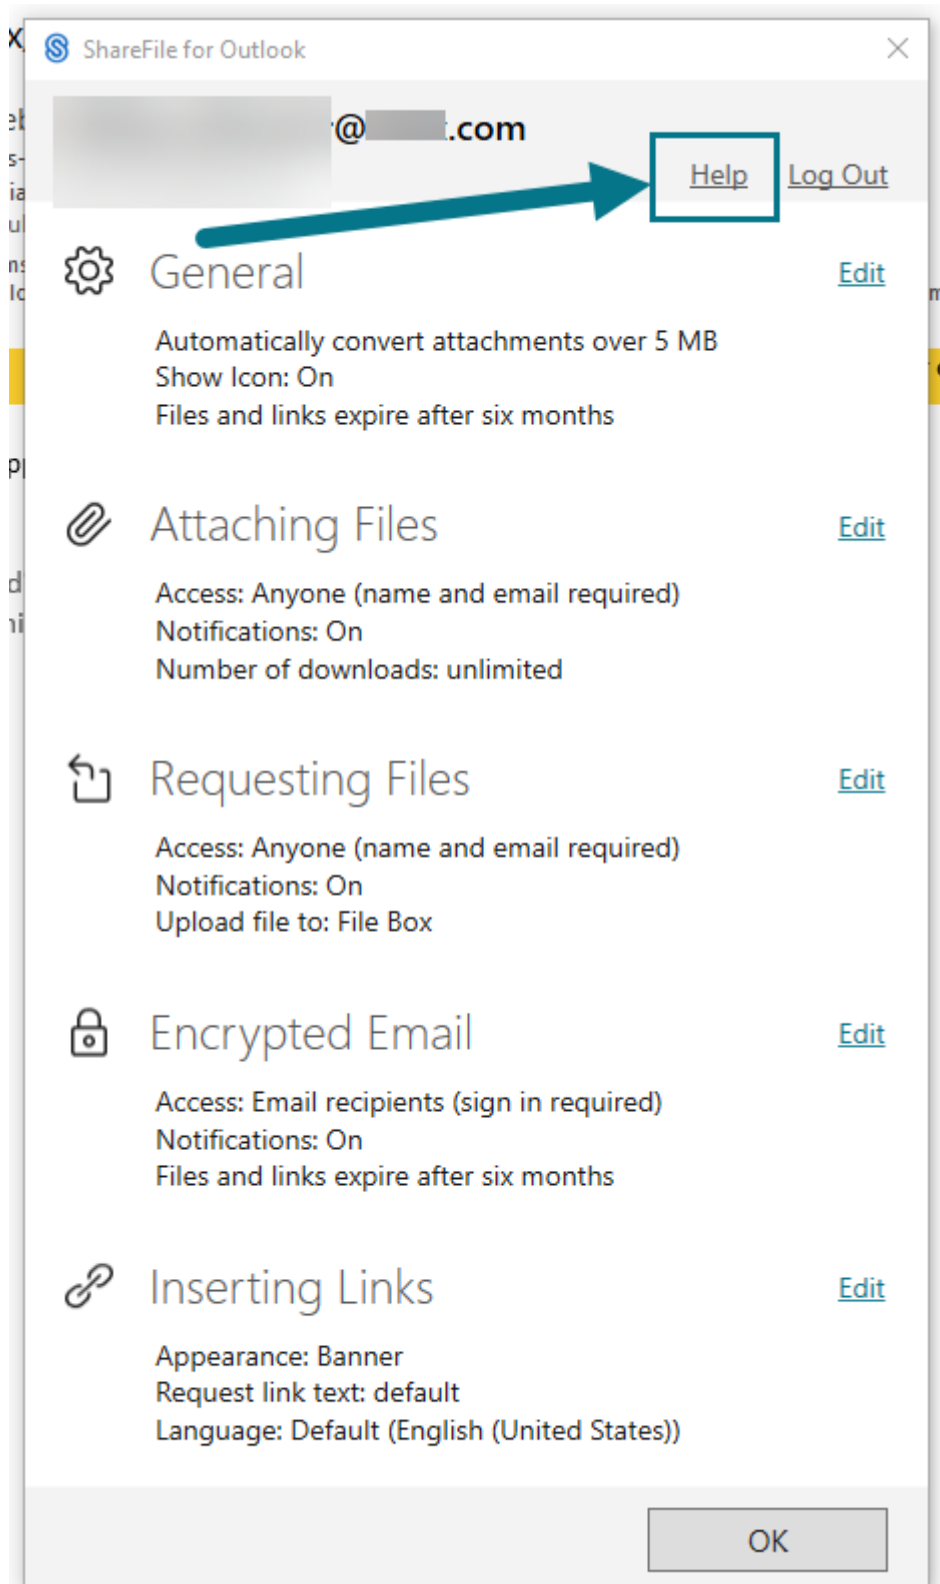 ShareFile for Outlook
@ .com
Help Log Out
General Edit
Automatically convert attachments over 5 MB
Show Icon: On
Files and links expire after six months
Attaching Files Edit
Access: Anyone (name and email required)
Notifications: On
Number of downloads: unlimited
Requesting Files Edit
Access: Anyone (name and email required)
Notifications: On
Upload file to: File Box
Encrypted Email Edit
Access: Email recipients (sign in required)
Notifications: On
Files and links expire after six months
Inserting Links Edit
Appearance: Banner
Request link text: default
Language: Default (English (United States))
OK